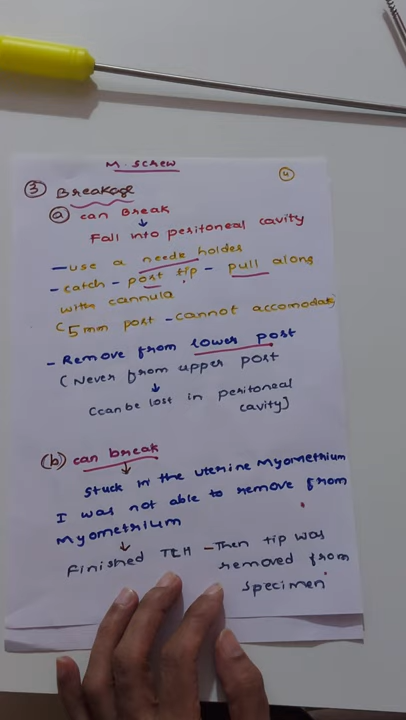 M. SCREW
4
3 Breakage
a can Break
Fall into peritoneal cavity
- use a neede holder
- catch - post tip - pull along
with cannula
(5mm post - cannot accomodate
- Remove from lower post
(Never from upper post
Ccan be lost in peritoneal
cavity]
(b) can break
Stuck in the uterine Myometrium
I was not able to remove from
Myometrium
Finished TLH - Then tip was
removed from
specimen